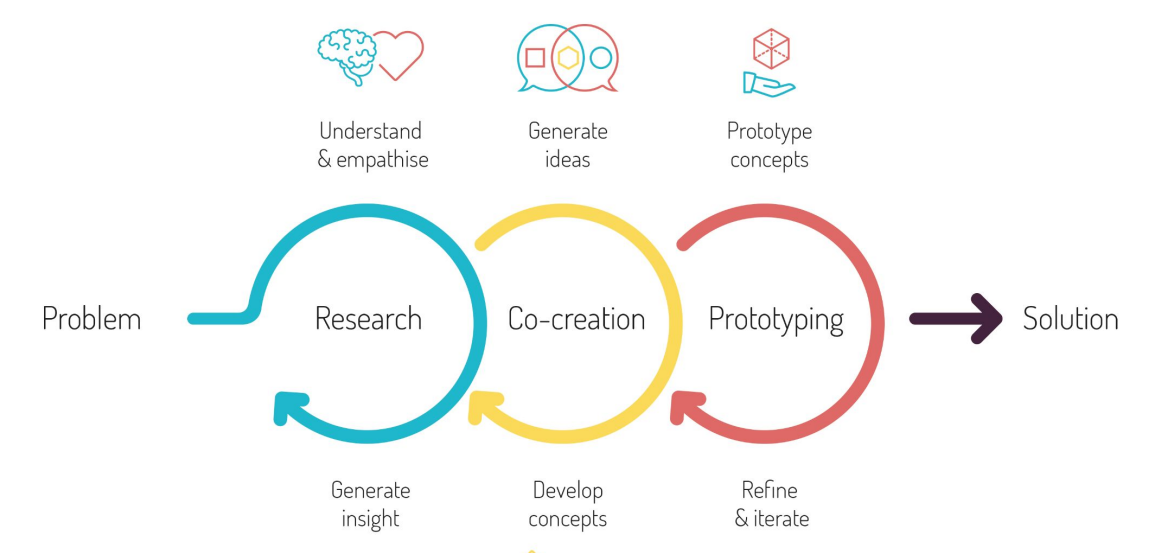 Understand
& empathise
Generate
ideas
Prototype
concepts
Problem
Research
Co-creation
Prototyping
Solution
Generate
insight
Develop
concepts
Refine
& iterate